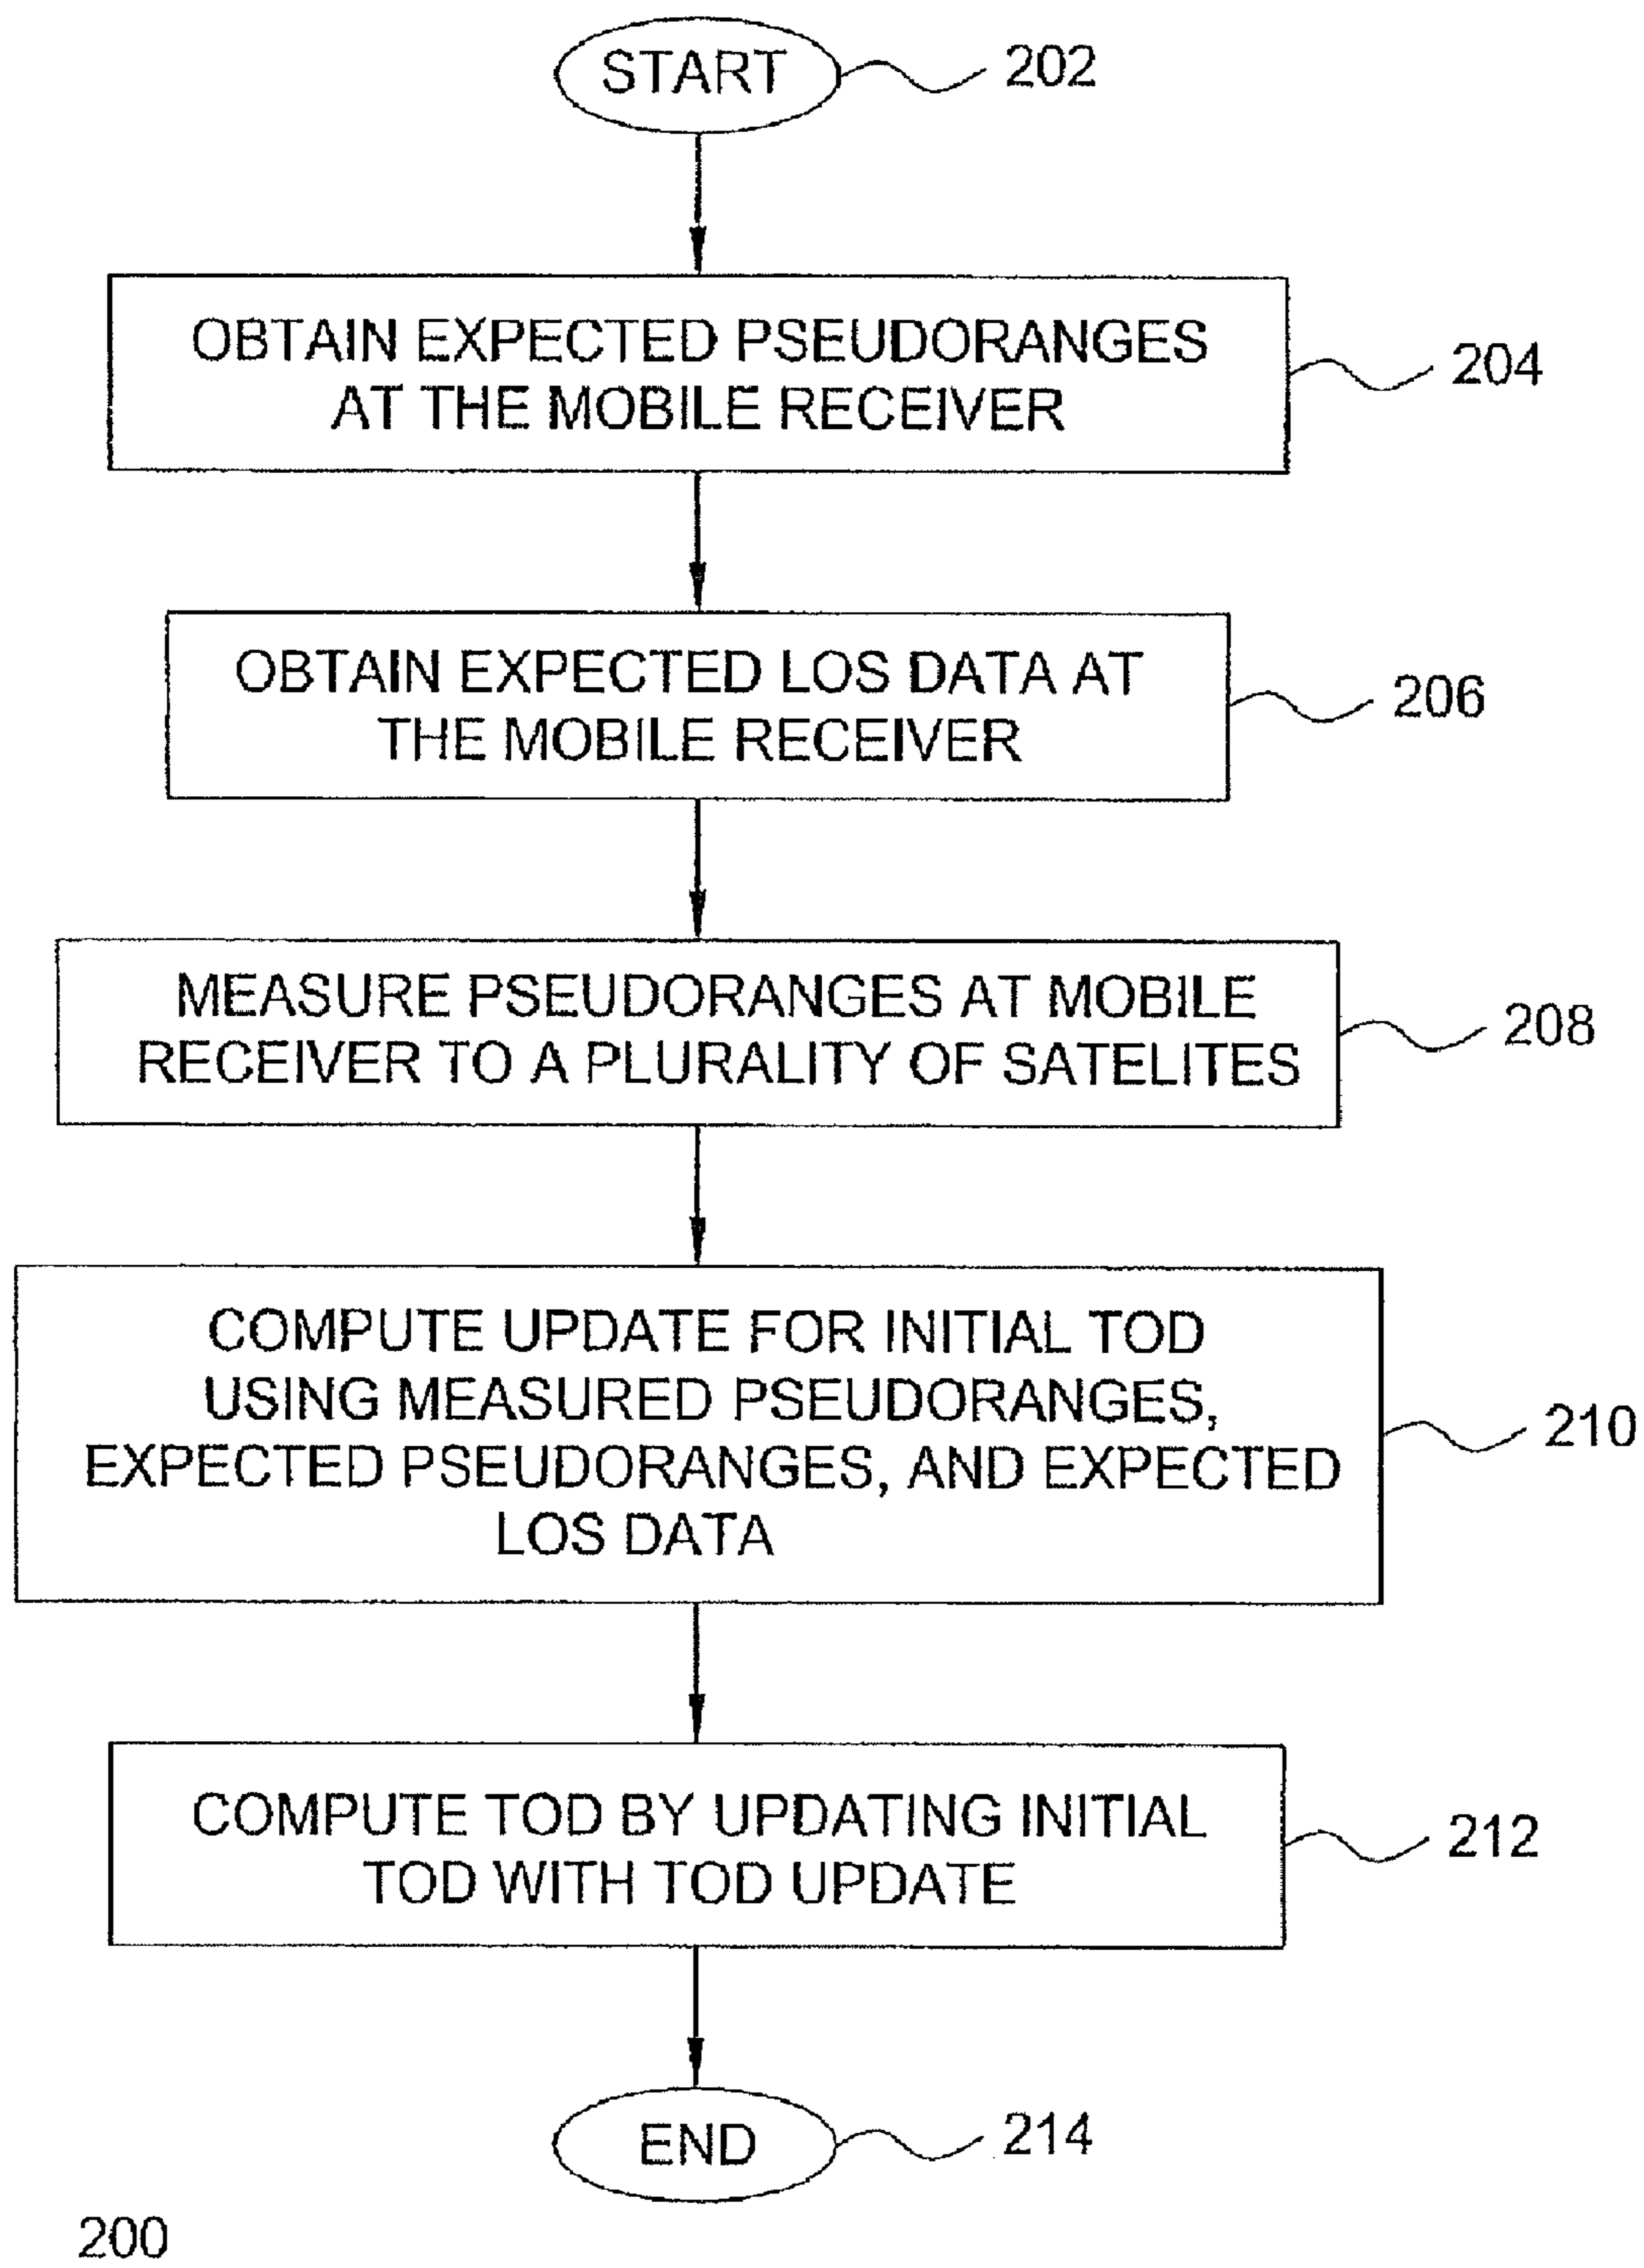 START
202
OBTAIN EXPECTED PSEUDORANGES
AT THE MOBILE RECEIVER
204
OBTAIN EXPECTED LOS DATA AT
THE MOBILE RECEIVER
206
MEASURE PSEUDORANGES AT MOBILE
RECEIVER TO A PLURALITY OF SATELITES
208
COMPUTE UPDATE FOR INITIAL TOD
USING MEASURED PSEUDORANGES,
EXPECTED PSEUDORANGES, AND EXPECTED
LOS DATA
210
COMPUTE TOD BY UPDATING INITIAL
TOD WITH TOD UPDATE
212
END
214
200